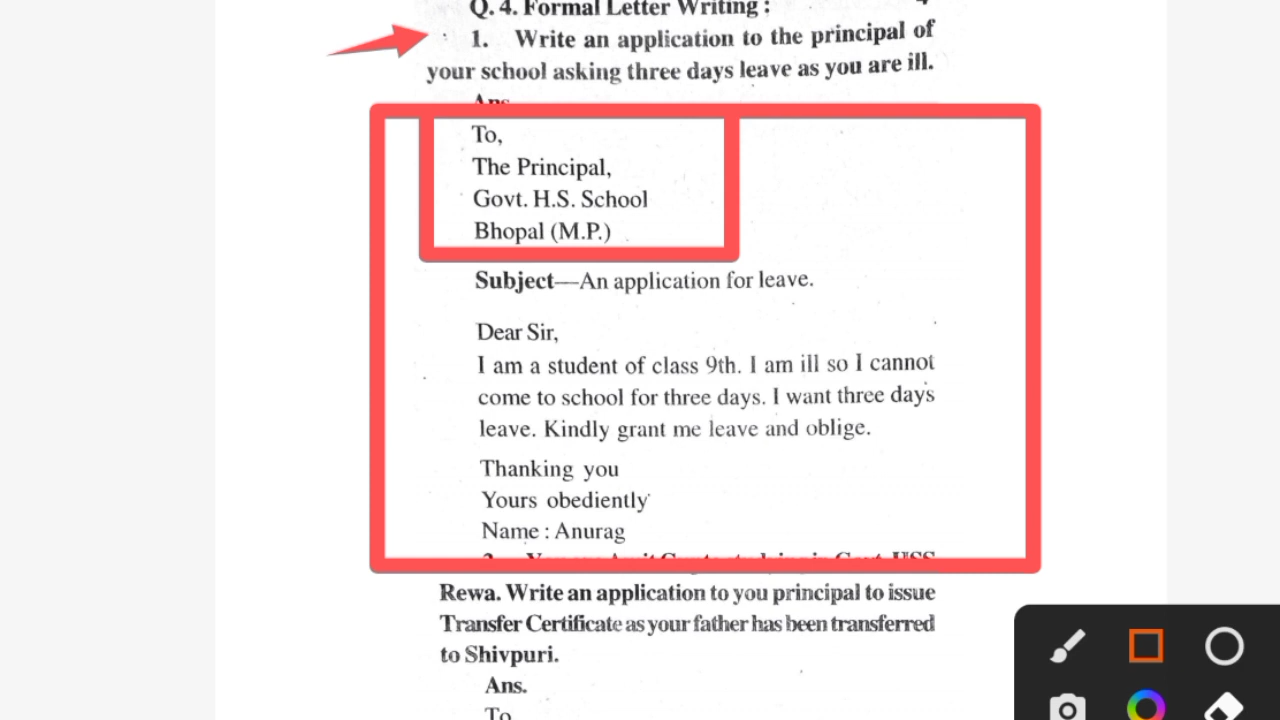 Q. 4. Formal Letter Writing :
1. Write an application to the principal of
your school asking three days leave as you are ill.
Ans.
To,
The Principal,
Govt. H.S. School
Bhopal (M.P.)
Subject—An application for leave.
Dear Sir,
I am a student of class 9th. I am ill so I cannot
come to school for three days. I want three days
leave. Kindly grant me leave and oblige.
Thanking you
Yours obediently
Name : Anurag
Rewa. Write an application to you principal to issue
Transfer Certificate as your father has been transferred
to Shivpuri.
Ans.
To